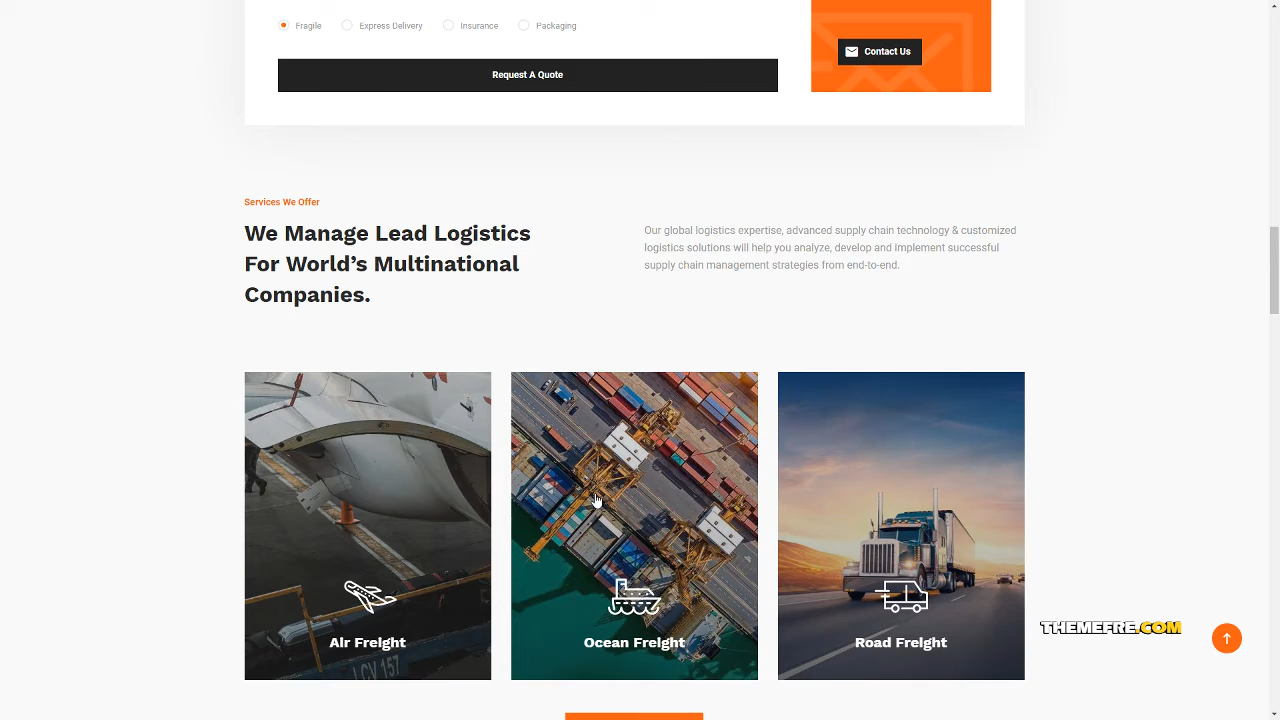 Fragile
Express Delivery
Insurance
Packaging
Contact Us
Request A Quote
Services We Offer
We Manage Lead Logistics
For World’s Multinational
Companies.
Our global logistics expertise, advanced supply chain technology & customized
logistics solutions will help you analyze, develop and implement successful
supply chain management strategies from end-to-end.
LCV 157
Air Freight
Ocean Freight
Road Freight
THEMEFRE.COM